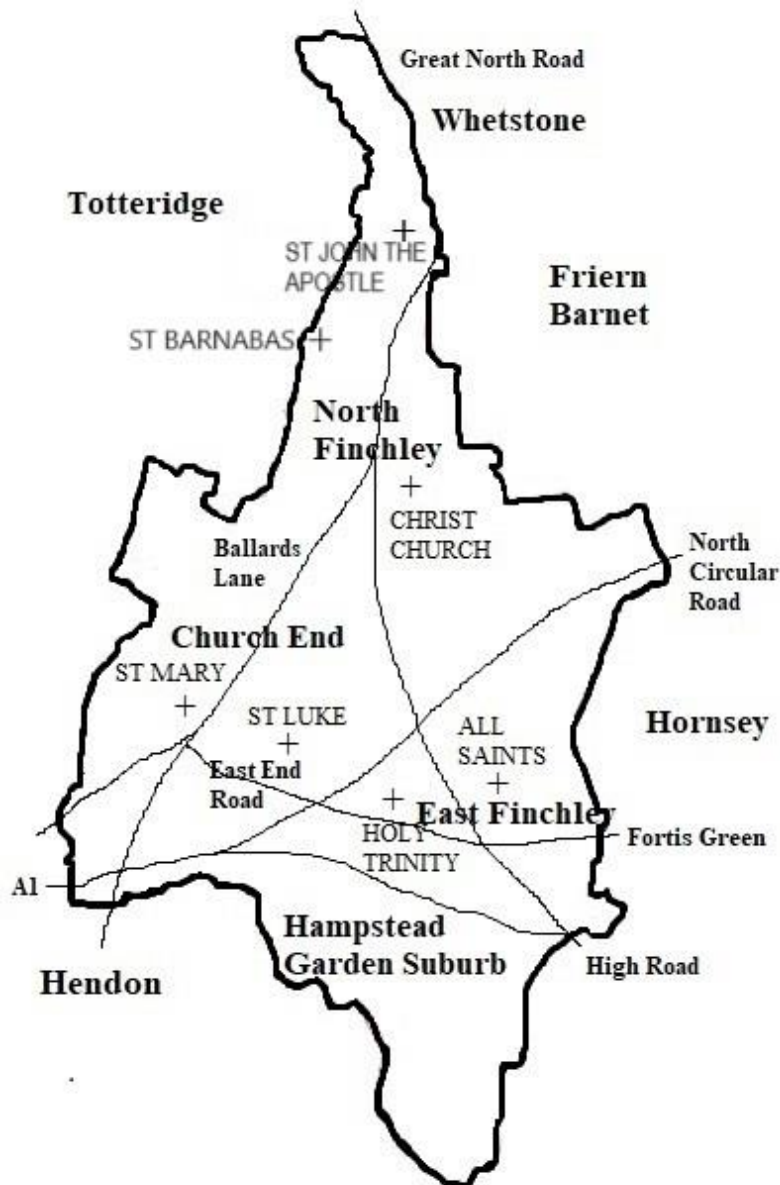 Great North Road
Whetstone
Totteridge
ST JOHN THE
APOSTLE
Friern
Barnet
ST BARNABAS
North
Finchley
CHRIST
CHURCH
Ballards
Lane
North
Circular
Road
Church End
ST MARY
ST LUKE
ALL
SAINTS
Hornsey
East End
Road
East Finchley
HOLY
TRINITY
Fortis Green
A1
Hampstead
Garden Suburb
High Road
Hendon